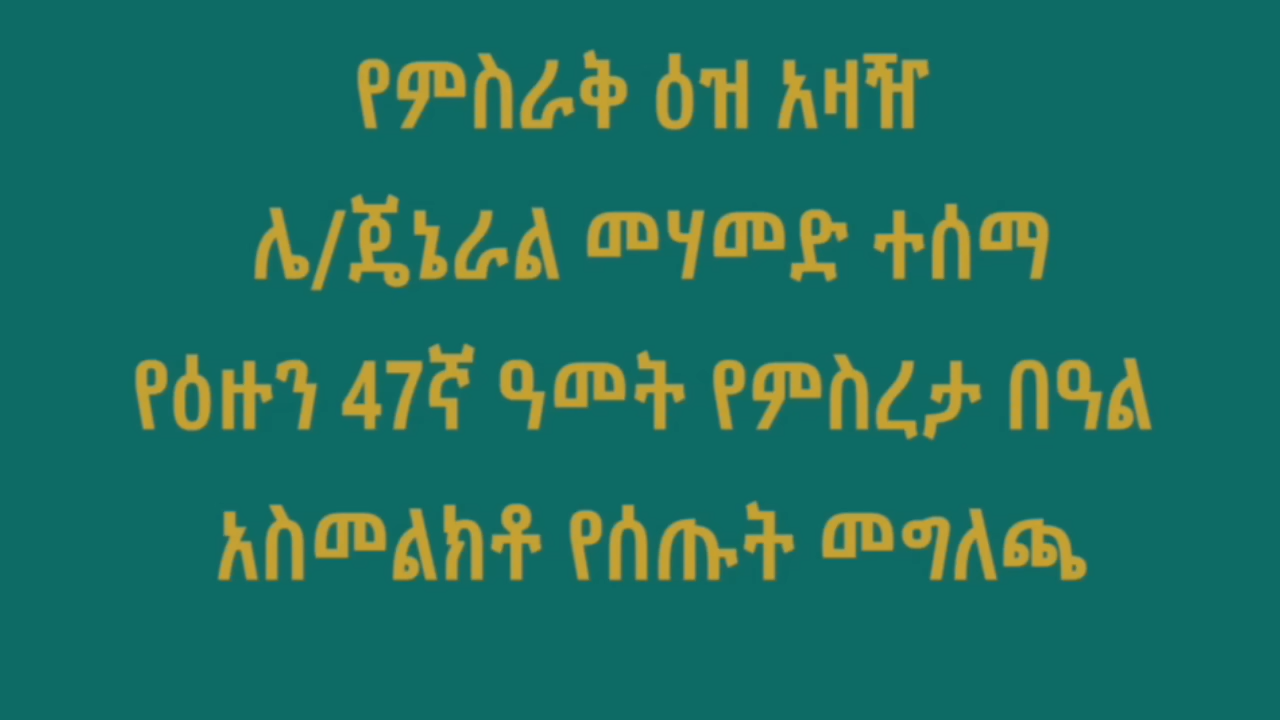 የምስራቅ ዕዝ አዛዥ
ሌ/ጄኔራል መሃመድ ተሰማ
የዕዙን 47ኛ ዓመት የምስረታ በዓል
አስመልክቶ የሰጡት መግለጫ